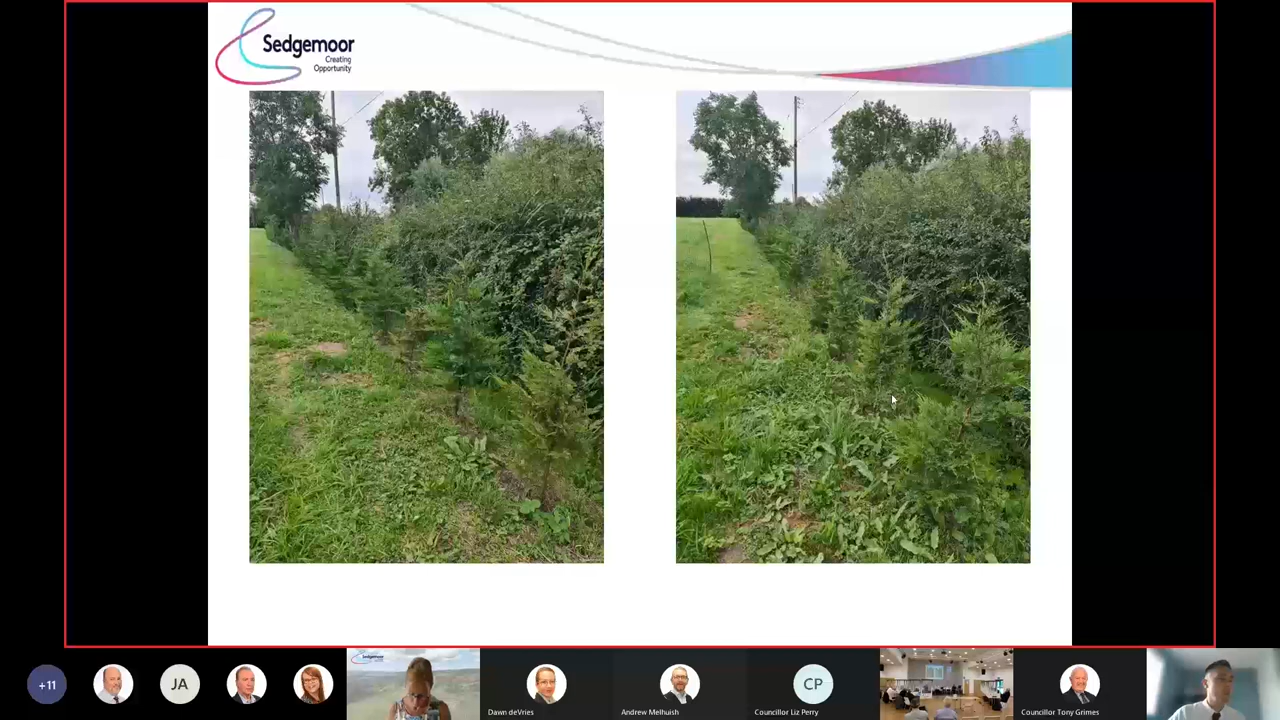 Sedgemoor
Creating
Opportunity
+11
JA
Dawn deVries
Andrew Melhuish
CP
Councillor Liz Perry
Councillor Tony Grimes